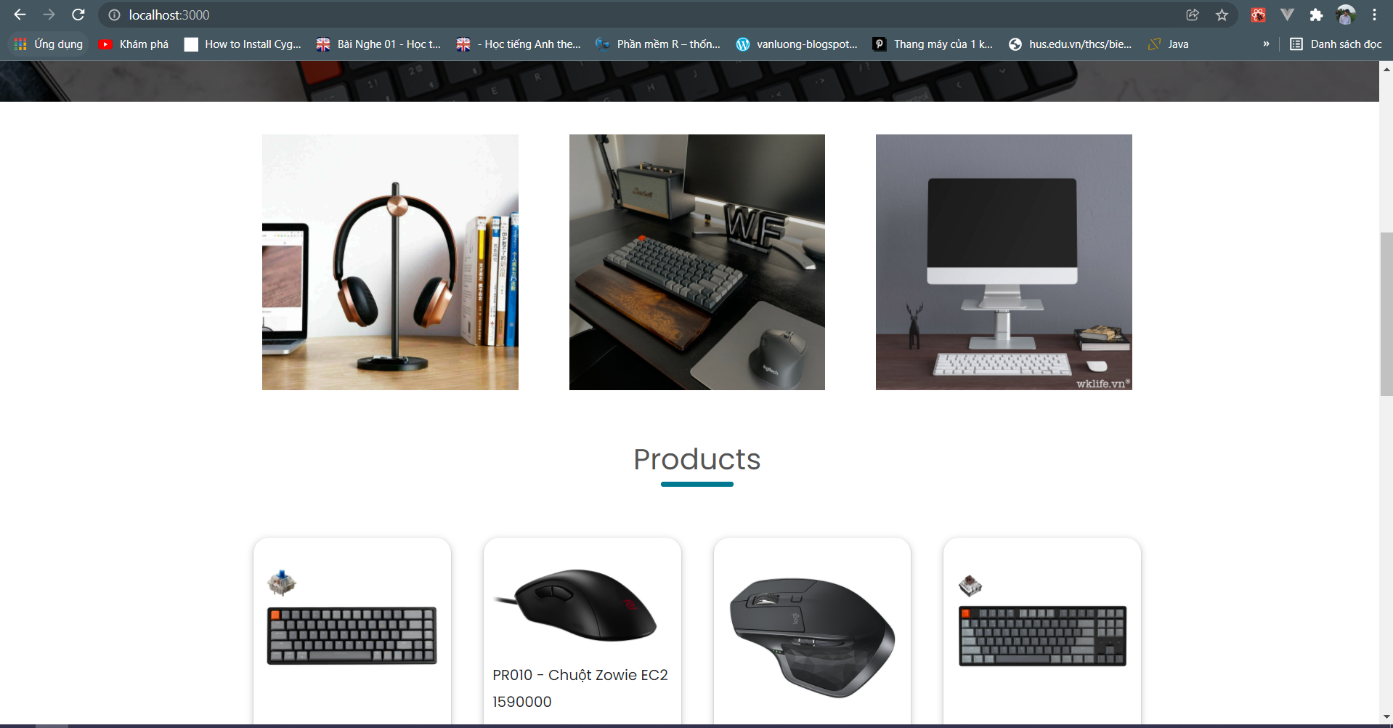 localhost:3000
Ứng dụng
Khám phá
How to Install Cyg...
Bài Nghe 01 - Học t...
- Học tiếng Anh the...
Phần mềm R – thốn...
vanluong-blogspot...
Thang máy của 1 k...
hus.edu.vn/thcs/bie...
Java
»
Danh sách đọc
WF
logitech
wklife.vn®
Products
PR010 - Chuột Zowie EC2
1590000